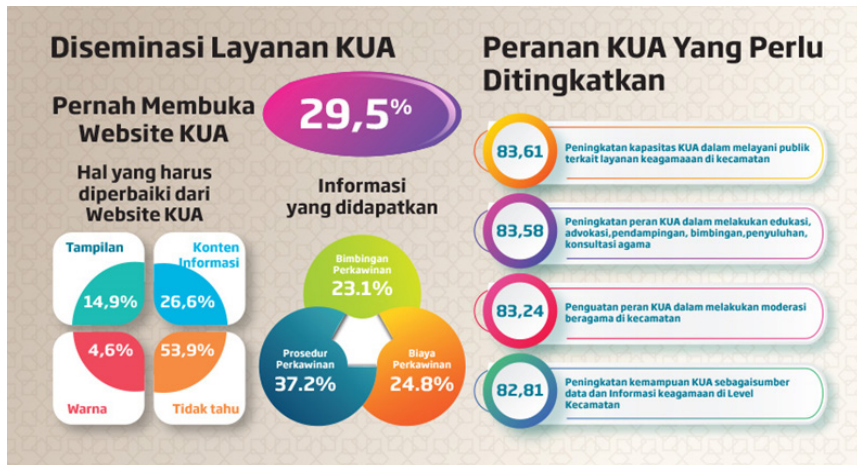 Diseminasi Layanan KUA
Pernah Membuka
Website KUA
29,5%
Hal yang harus
diperbaiki dari
Website KUA
Tampilan
14,9%
Konten
Informasi
26,6%
4,6%
Warna
53,9%
Tidak tahu
Informasi
yang didapatkan
Bimbingan
Perkawinan
23.1%
Prosedur
Perkawinan
37.2%
Biaya
Perkawinan
24.8%
Peranan KUA Yang Perlu
Ditingkatkan
83,61
Peningkatan kapasitas KUA dalam melayani publik
terkait layanan keagamaaan di kecamatan
83,58
Peningkatan peran KUA dalam melakukan edukasi,
advokasi,pendampingan, bimbingan,penyuluhan,
konsultasi agama
83,24
Penguatan peran KUA dalam melakukan moderasi
beragama di kecamatan
82,81
Peningkatan kemampuan KUA sebagaisumber
data dan Informasi keagamaan di Level
Kecamatan